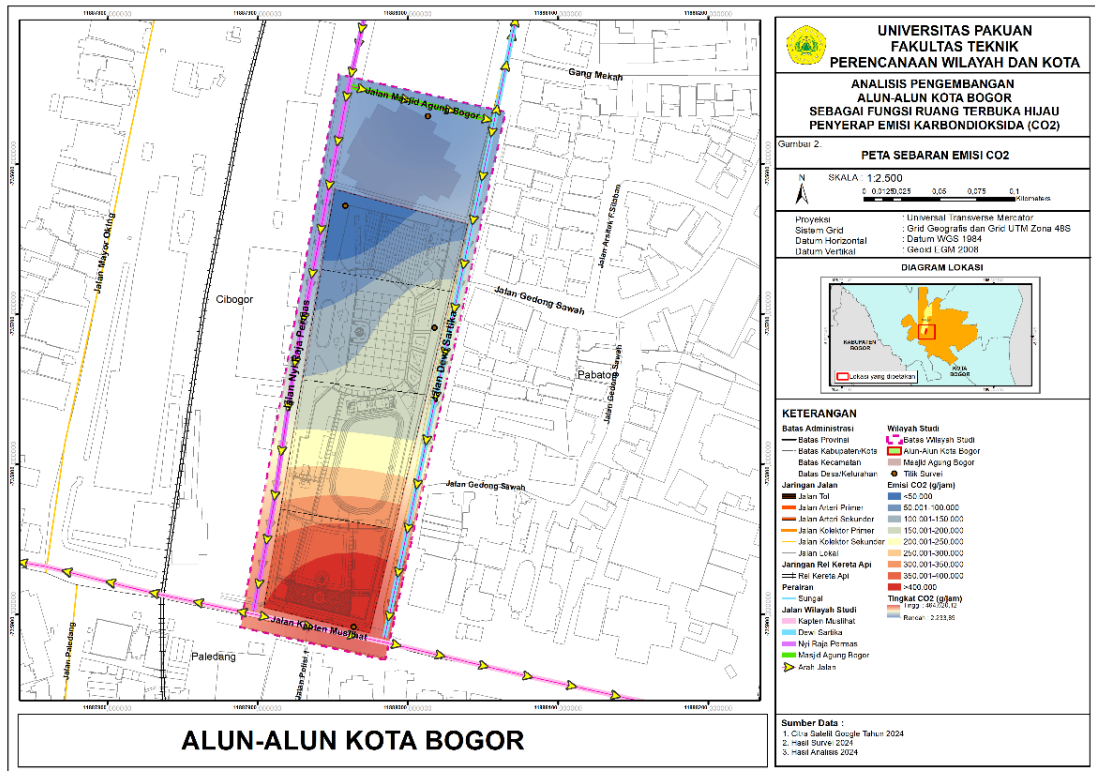 Gang Mekah
Jalan Masjid Agung Bogor
Jalan Mayor Oking
Cibogor
Jalan Nyi Raja Permas
Jalan Dewi Sartika
Jalan Gedong Sawah
Jalan Gedong Sawah
Jalan Gedong Sawah
Jalan Kapten Muslihat
Paledang
Jalan Paledang
ALUN-ALUN KOTA BOGOR
UNIVERSITAS PAKUAN
FAKULTAS TEKNIK
PERENCANAAN WILAYAH DAN KOTA
ANALISIS PENGEMBANGAN
ALUN-ALUN KOTA BOGOR
SEBAGAI FUNGSI RUANG TERBUKA HIJAU
PENYERAP EMISI KARBONDIOKSIDA (CO2)
Gambar 2.
PETA SEBARAN EMISI CO2
N
SKALA : 1:2.500
0 0,0125 0,025 0,05 0,075 0,1
Kilometers
Proyeksi : Universal Transverse Mercator
Sistem Grid : Grid Geografis dan Grid UTM Zona 48S
Datum Horizontal : Datum WGS 1984
Datum Vertikal : Geoid EGM 2008
DIAGRAM LOKASI
KABUPATEN
BOGOR
KOTA
BOGOR
Lokasi yang dipetakan
KETERANGAN
Batas Administrasi
Batas Provinsi
Batas Kabupaten/Kota
Batas Kecamatan
Batas Desa/Kelurahan
Jaringan Jalan
Jalan Tol
Jalan Arteri Primer
Jalan Arteri Sekunder
Jalan Kolektor Primer
Jalan Kolektor Sekunder
Jalan Lokal
Jaringan Rel Kereta Api
Rel Kereta Api
Perairan
Sungai
Jalan Wilayah Studi
Kapten Muslihat
Dewi Sartika
Nyi Raja Permas
Masjid Agung Bogor
Arah Jalan
Wilayah Studi
Batas Wilayah Studi
Alun-Alun Kota Bogor
Masjid Agung Bogor
Titik Survei
Emisi CO2 (g/jam)
<50.000
50.001-100.000
100.001-150.000
150.001-200.000
200.001-250.000
250.001-300.000
300.001-350.000
350.001-400.000
>400.000
Tingkat CO2 (g/jam)
Sumber Data :
1. Citra Satelit Google Tahun 2024
2. Hasil Survei 2024
3. Hasil Analisis 2024